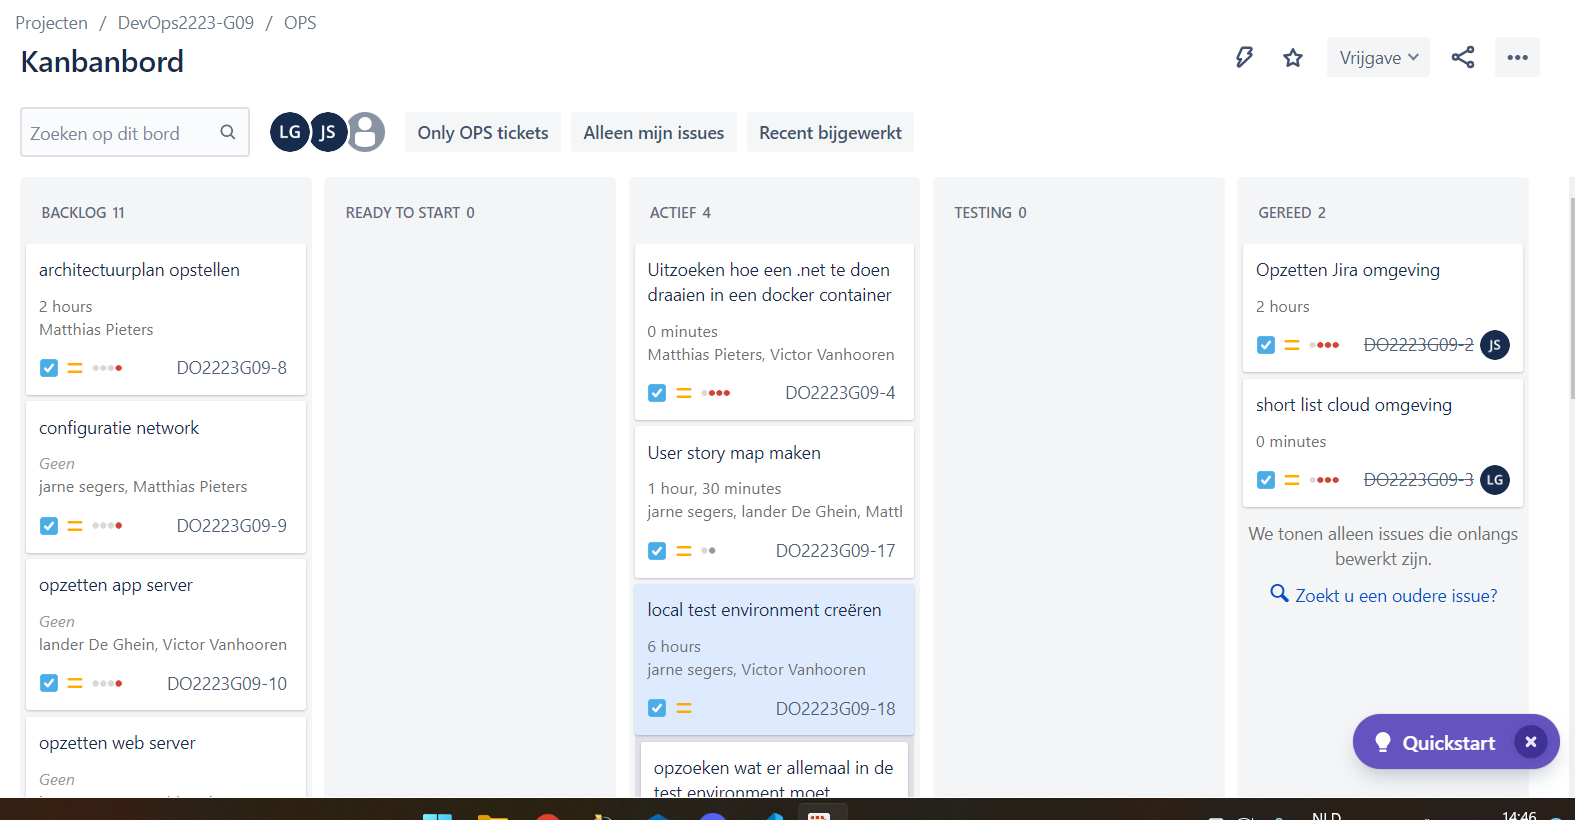 Projecten / DevOps2223-G09 / OPS
Kanbanbord
Vrijgave
Zoeken op dit bord
LG JS
Only OPS tickets
Alleen mijn issues
Recent bijgewerkt
BACKLOG 11
architectuurplan opstellen
2 hours
Matthias Pieters
DO2223G09-8
configuratie network
Geen
jarne segers, Matthias Pieters
DO2223G09-9
opzetten app server
Geen
lander De Ghein, Victor Vanhooren
DO2223G09-10
opzetten web server
Geen
READY TO START 0
ACTIEF 4
Uitzoeken hoe een .net te doen
draaien in een docker container
0 minutes
Matthias Pieters, Victor Vanhooren
DO2223G09-4
User story map maken
1 hour, 30 minutes
jarne segers, lander De Ghein, Mattl
DO2223G09-17
local test environment creëren
6 hours
jarne segers, Victor Vanhooren
DO2223G09-18
opzoeken wat er allemaal in de
test environment moet
TESTING 0
GEREED 2
Opzetten Jira omgeving
2 hours
DO2223G09-2 JS
short list cloud omgeving
0 minutes
DO2223G09-3 LG
We tonen alleen issues die onlangs
bewerkt zijn.
Zoekt u een oudere issue?
Quickstart
NLD
14:46